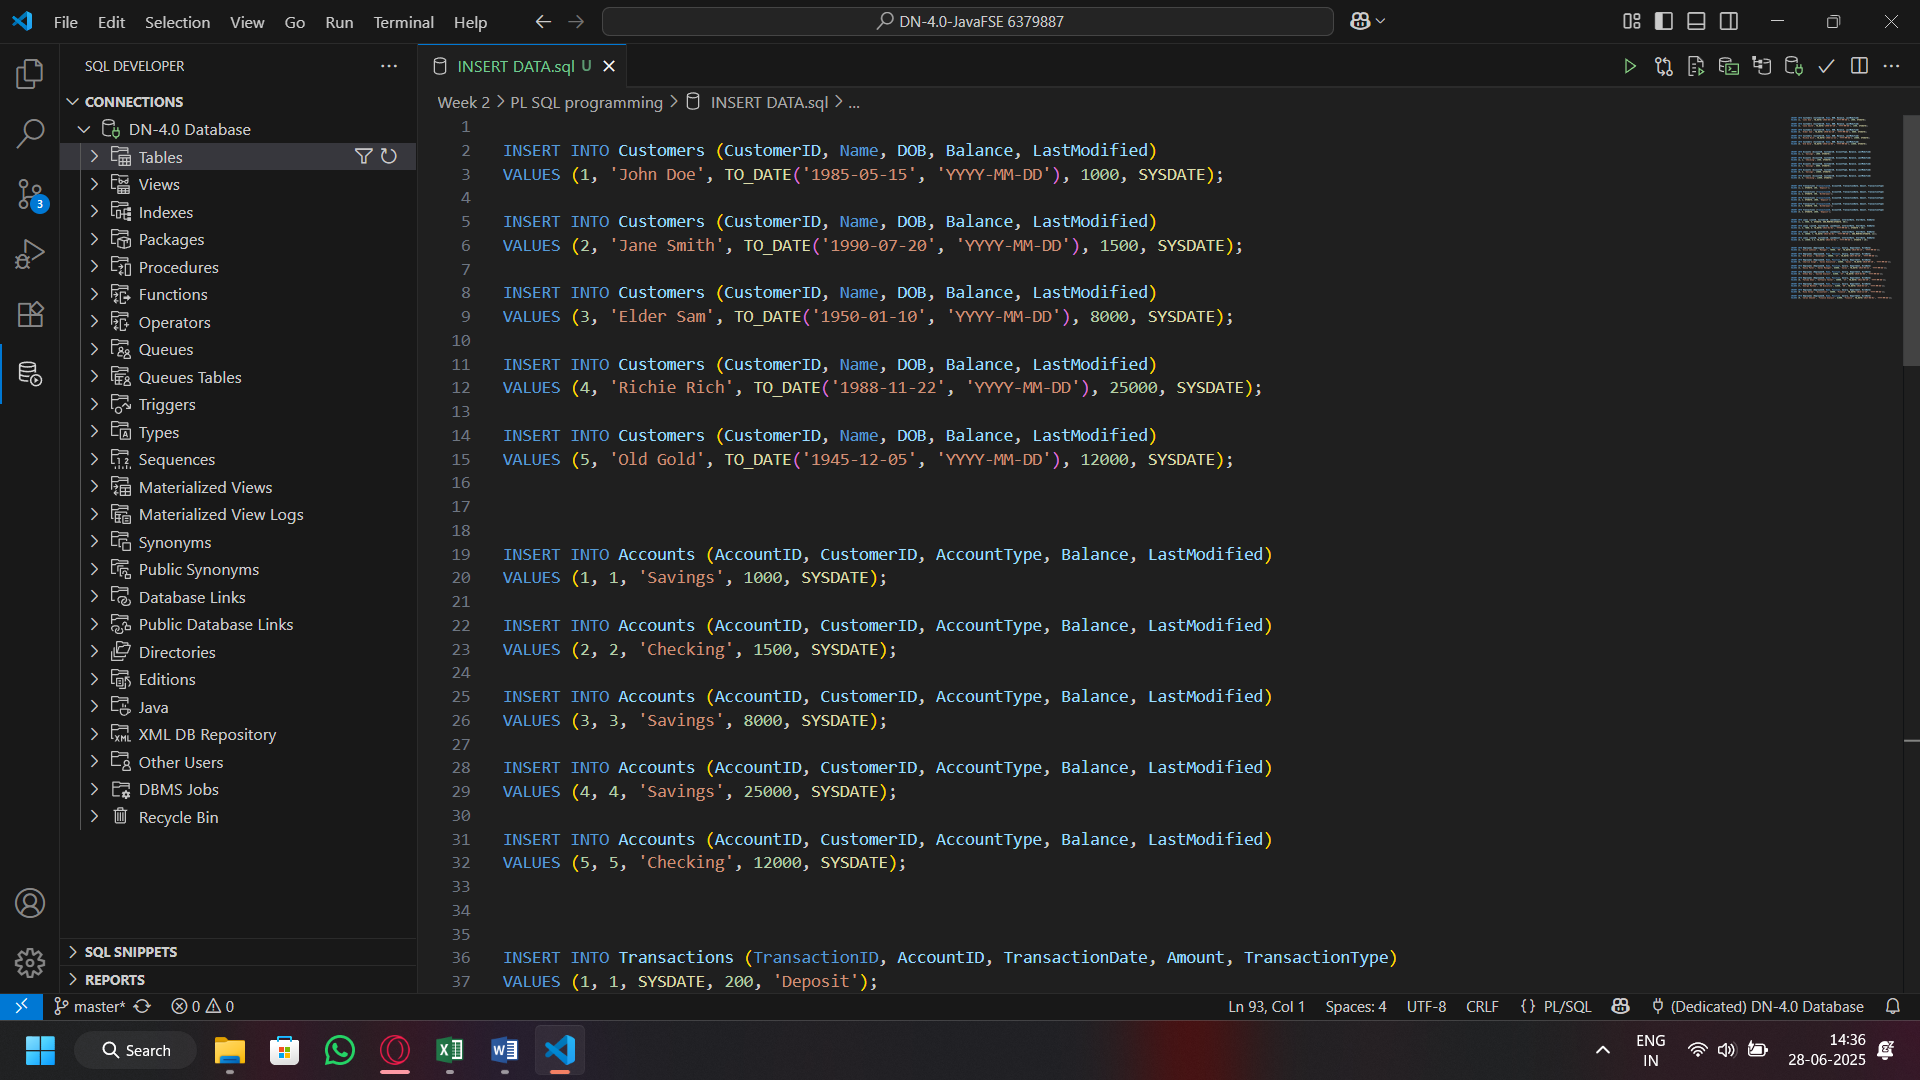 File Edit Selection View Go Run Terminal Help
DN-4.0-JavaFSE 6379887
SQL DEVELOPER
CONNECTIONS
DN-4.0 Database
Tables
Views
Indexes
Packages
Procedures
Functions
Operators
Queues
Queues Tables
Triggers
Types
Sequences
Materialized Views
Materialized View Logs
Synonyms
Public Synonyms
Database Links
Public Database Links
Directories
Editions
Java
XML DB Repository
Other Users
DBMS Jobs
Recycle Bin
SQL SNIPPETS
REPORTS
3
INSERT DATA.sql U
Week 2 > PL SQL programming > INSERT DATA.sql > ...
1
2 INSERT INTO Customers (CustomerID, Name, DOB, Balance, LastModified)
3 VALUES (1, 'John Doe', TO_DATE('1985-05-15', 'YYYY-MM-DD'), 1000, SYSDATE);
4
5 INSERT INTO Customers (CustomerID, Name, DOB, Balance, LastModified)
6 VALUES (2, 'Jane Smith', TO_DATE('1990-07-20', 'YYYY-MM-DD'), 1500, SYSDATE);
7
8 INSERT INTO Customers (CustomerID, Name, DOB, Balance, LastModified)
9 VALUES (3, 'Elder Sam', TO_DATE('1950-01-10', 'YYYY-MM-DD'), 8000, SYSDATE);
10
11 INSERT INTO Customers (CustomerID, Name, DOB, Balance, LastModified)
12 VALUES (4, 'Richie Rich', TO_DATE('1988-11-22', 'YYYY-MM-DD'), 25000, SYSDATE);
13
14 INSERT INTO Customers (CustomerID, Name, DOB, Balance, LastModified)
15 VALUES (5, 'Old Gold', TO_DATE('1945-12-05', 'YYYY-MM-DD'), 12000, SYSDATE);
16
17
18
19 INSERT INTO Accounts (AccountID, CustomerID, AccountType, Balance, LastModified)
20 VALUES (1, 1, 'Savings', 1000, SYSDATE);
21
22 INSERT INTO Accounts (AccountID, CustomerID, AccountType, Balance, LastModified)
23 VALUES (2, 2, 'Checking', 1500, SYSDATE);
24
25 INSERT INTO Accounts (AccountID, CustomerID, AccountType, Balance, LastModified)
26 VALUES (3, 3, 'Savings', 8000, SYSDATE);
27
28 INSERT INTO Accounts (AccountID, CustomerID, AccountType, Balance, LastModified)
29 VALUES (4, 4, 'Savings', 25000, SYSDATE);
30
31 INSERT INTO Accounts (AccountID, CustomerID, AccountType, Balance, LastModified)
32 VALUES (5, 5, 'Checking', 12000, SYSDATE);
33
34
35
36 INSERT INTO Transactions (TransactionID, AccountID, TransactionDate, Amount, TransactionType)
37 VALUES (1, 1, SYSDATE, 200, 'Deposit');
master* 0 0 Ln 93, Col 1 Spaces: 4 UTF-8 CRLF {} PL/SQL (Dedicated) DN-4.0 Database
Search
ENG
IN
14:36
28-06-2025